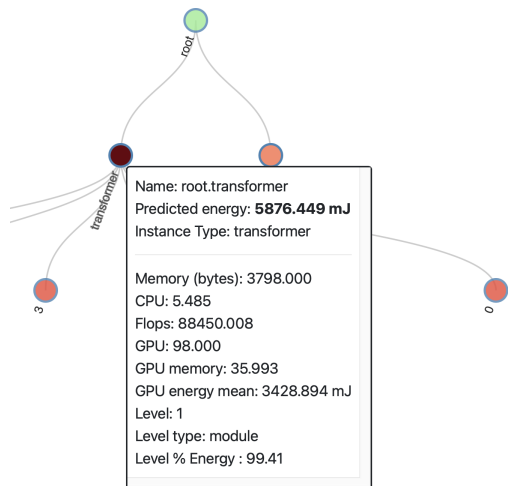 root
transformer
Name: root.transformer
Predicted energy: 5876.449 mJ
Instance Type: transformer
Memory (bytes): 3798.000
CPU: 5.485
Flops: 88450.008
GPU: 98.000
GPU memory: 35.993
GPU energy mean: 3428.894 mJ
Level: 1
Level type: module
Level % Energy : 99.41
3
0